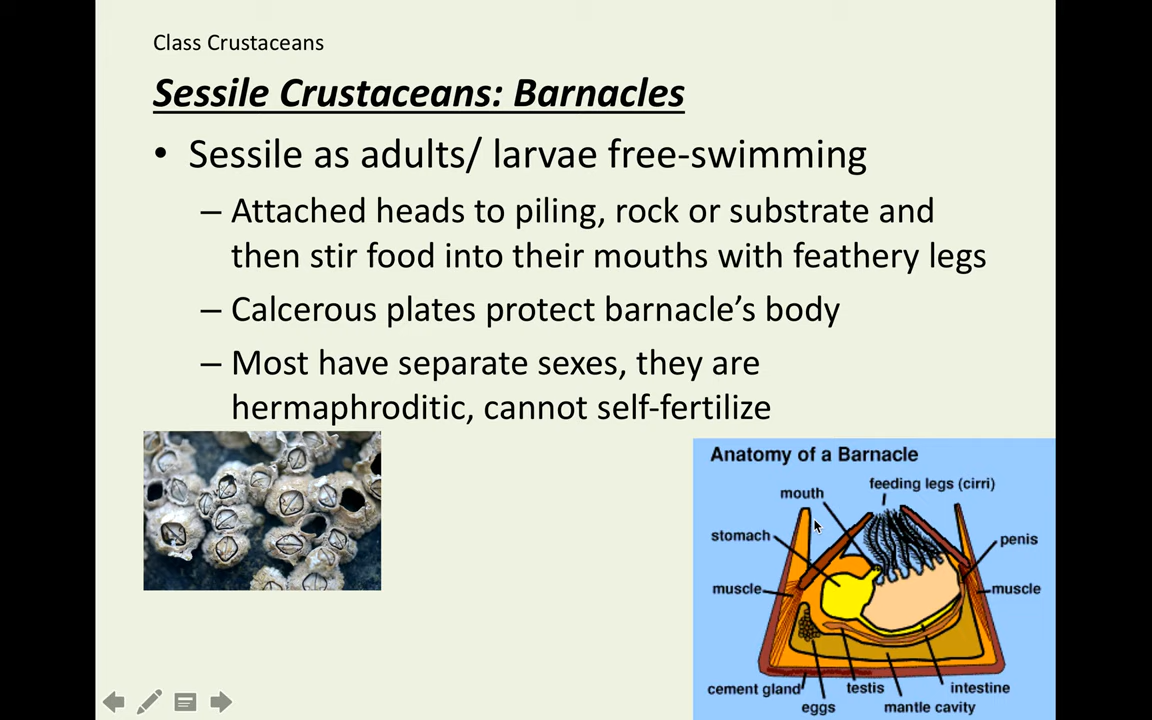 Class Crustaceans
Sessile Crustaceans: Barnacles
• Sessile as adults/ larvae free-swimming
– Attached heads to piling, rock or substrate and
then stir food into their mouths with feathery legs
– Calcerous plates protect barnacle’s body
– Most have separate sexes, they are
hermaphroditic, cannot self-fertilize
Anatomy of a Barnacle
feeding legs (cirri)
mouth
stomach
penis
muscle
muscle
cement gland
testis
intestine
eggs
mantle cavity